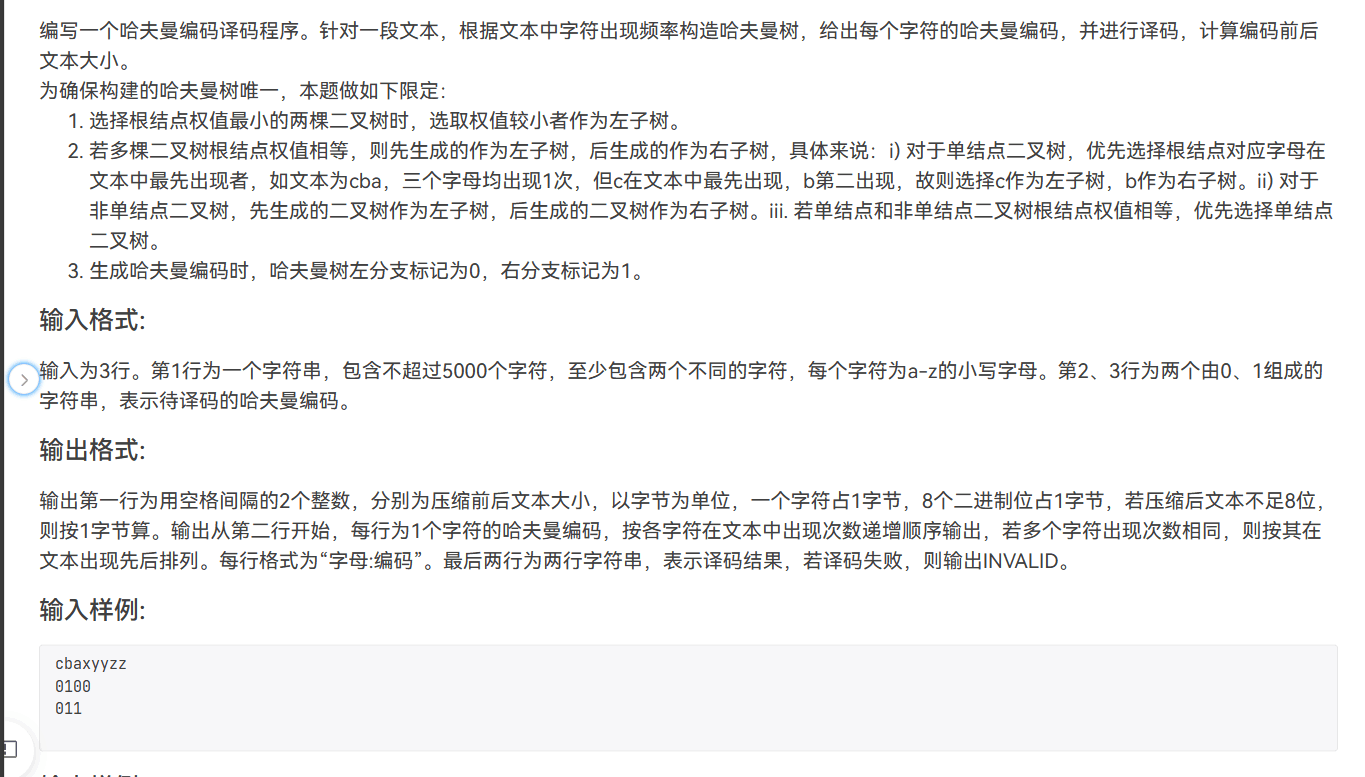 编写一个哈夫曼编码译码程序。针对一段文本，根据文本中字符出现频率构造哈夫曼树，给出每个字符的哈夫曼编码，并进行译码，计算编码前后
文本大小。
为确保构建的哈夫曼树唯一，本题做如下限定：
1. 选择根结点权值最小的两棵二叉树时，选取权值较小者作为左子树。
2. 若多棵二叉树根结点权值相等，则先生成的作为左子树，后生成的作为右子树，具体来说：i) 对于单结点二叉树，优先选择根结点对应字母在
文本中最先出现者，如文本为cba，三个字母均出现1次，但c在文本中最先出现，b第二出现，故则选择c作为左子树，b作为右子树。ii) 对于
非单结点二叉树，先生成的二叉树作为左子树，后生成的二叉树作为右子树。iii. 若单结点和非单结点二叉树根结点权值相等，优先选择单结点
二叉树。
3. 生成哈夫曼编码时，哈夫曼树左分支标记为0，右分支标记为1。
输入格式:
输入为3行。第1行为一个字符串，包含不超过5000个字符，至少包含两个不同的字符，每个字符为a-z的小写字母。第2、3行为两个由0、1组成的
字符串，表示待译码的哈夫曼编码。
输出格式:
输出第一行为用空格间隔的2个整数，分别为压缩前后文本大小，以字节为单位，一个字符占1字节，8个二进制位占1字节，若压缩后文本不足8位，
则按1字节算。输出从第二行开始，每行为1个字符的哈夫曼编码，按各字符在文本中出现次数递增顺序输出，若多个字符出现次数相同，则按其在
文本出现先后排列。每行格式为“字母:编码”。最后两行为两行字符串，表示译码结果，若译码失败，则输出INVALID。
输入样例:
cbaxyyzz
0100
011